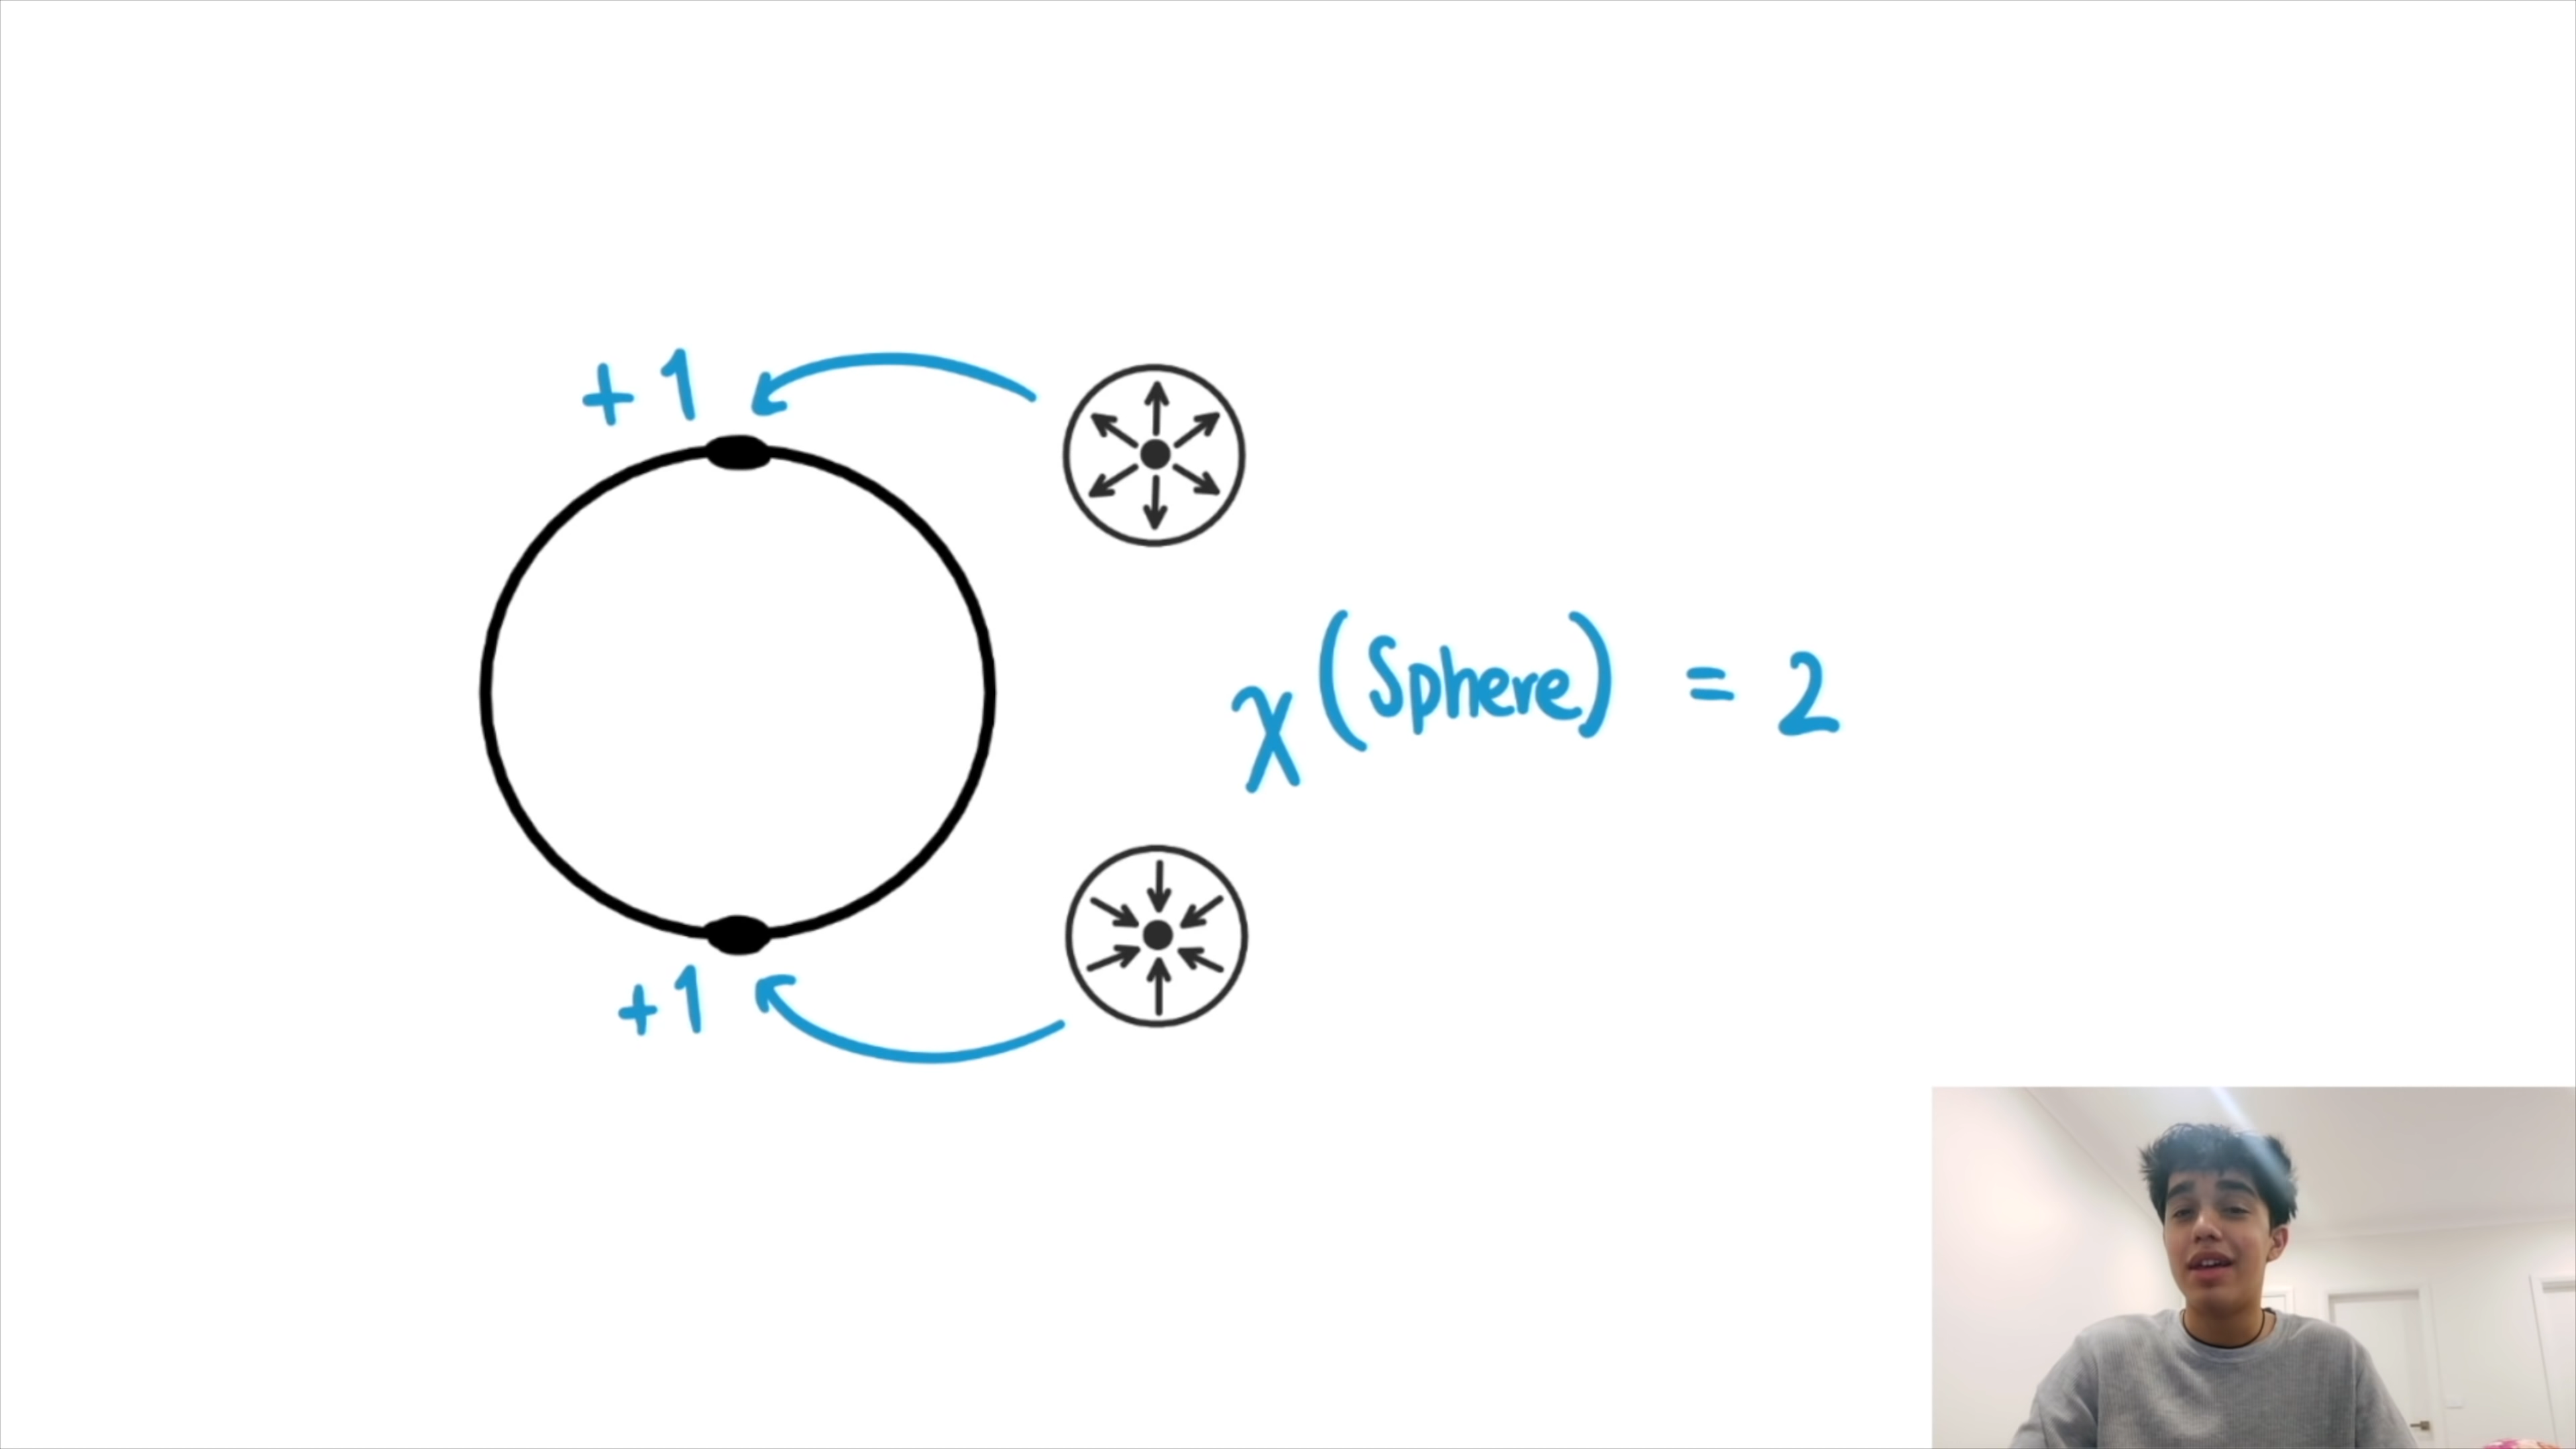 +1
χ(Sphere) = 2
+1